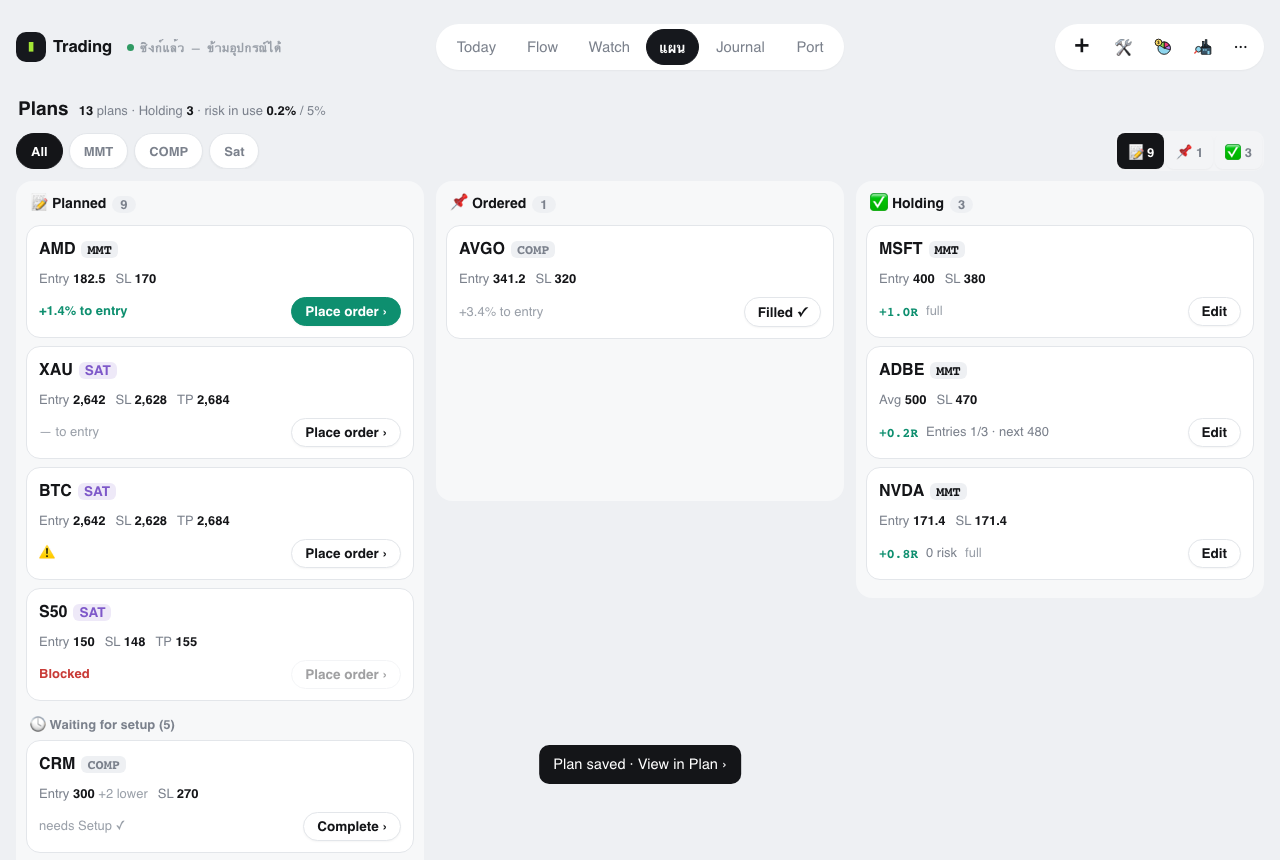 Trading
ซิงก์แล้ว — ข้ามอุปกรณ์ได้
Today Flow Watch แผน Journal Port
+ ···
Plans 13 plans · Holding 3 · risk in use 0.2% / 5%
All MMT COMP Sat
📝 9 📌 1 ✅ 3
📝 Planned 9
AMD MMT
Entry 182.5 SL 170
+1.4% to entry Place order ›
XAU SAT
Entry 2,642 SL 2,628 TP 2,684
— to entry Place order ›
BTC SAT
Entry 2,642 SL 2,628 TP 2,684
⚠️ Place order ›
S50 SAT
Entry 150 SL 148 TP 155
Blocked Place order ›
🕓 Waiting for setup (5)
CRM COMP
Entry 300 +2 lower SL 270
needs Setup ✓ Complete ›
📌 Ordered 1
AVGO COMP
Entry 341.2 SL 320
+3.4% to entry Filled ✓
✅ Holding 3
MSFT MMT
Entry 400 SL 380
+1.0R full Edit
ADBE MMT
Avg 500 SL 470
+0.2R Entries 1/3 · next 480 Edit
NVDA MMT
Entry 171.4 SL 171.4
+0.8R 0 risk full Edit
Plan saved · View in Plan ›